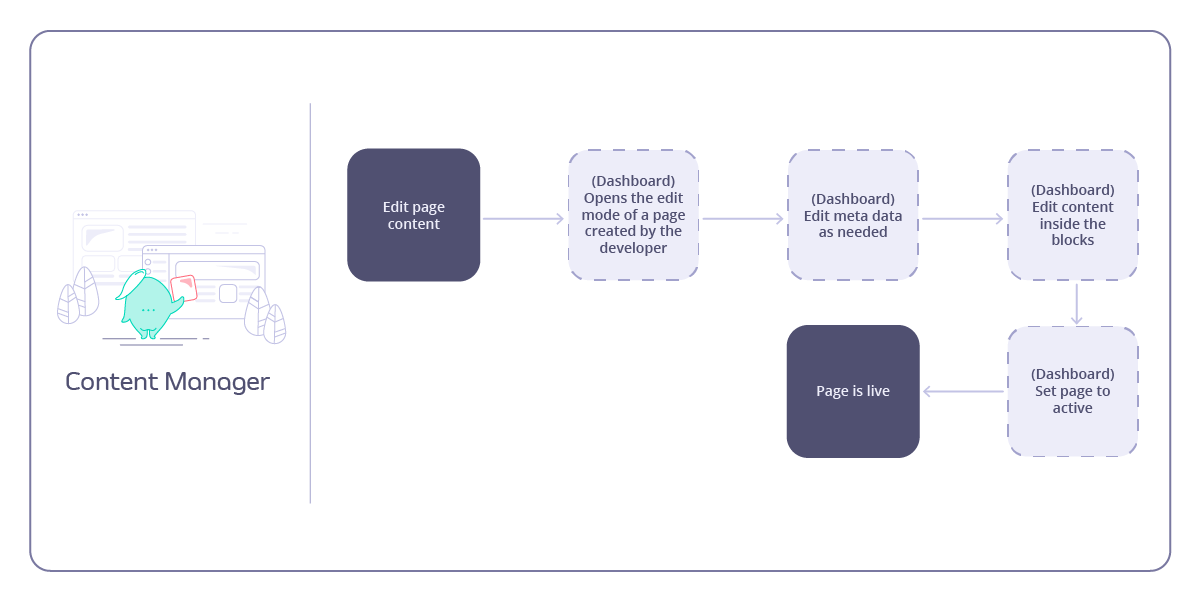 Content Manager
Edit page
content
(Dashboard)
Opens the edit
mode of a page
created by the
developer
(Dashboard)
Edit meta data
as needed
(Dashboard)
Edit content
inside the
blocks
(Dashboard)
Set page to
active
Page is live